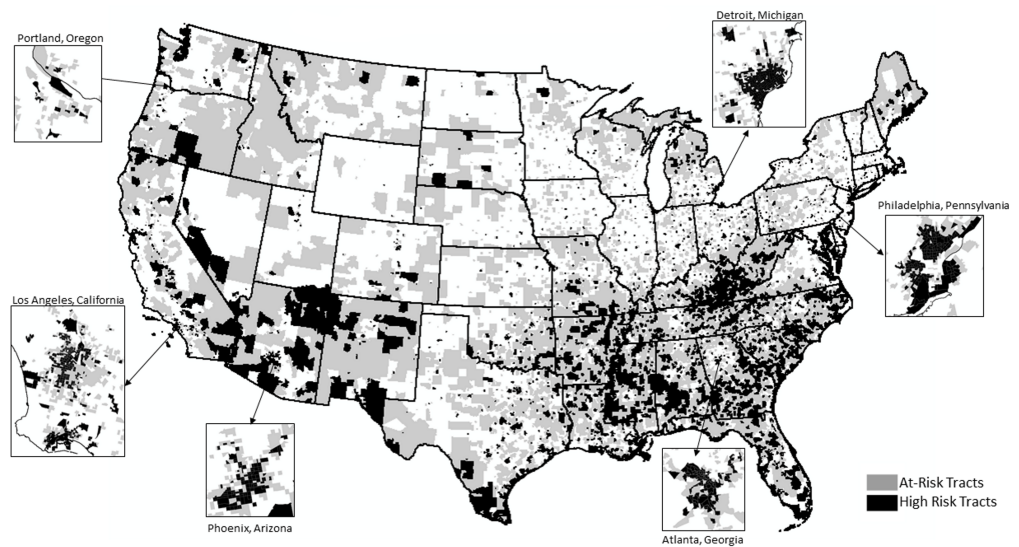 Detroit, Michigan
Portland, Oregon
Philadelphia, Pennsylvania
Los Angeles, California
At-Risk Tracts
High Risk Tracts
Phoenix, Arizona
Atlanta, Georgia